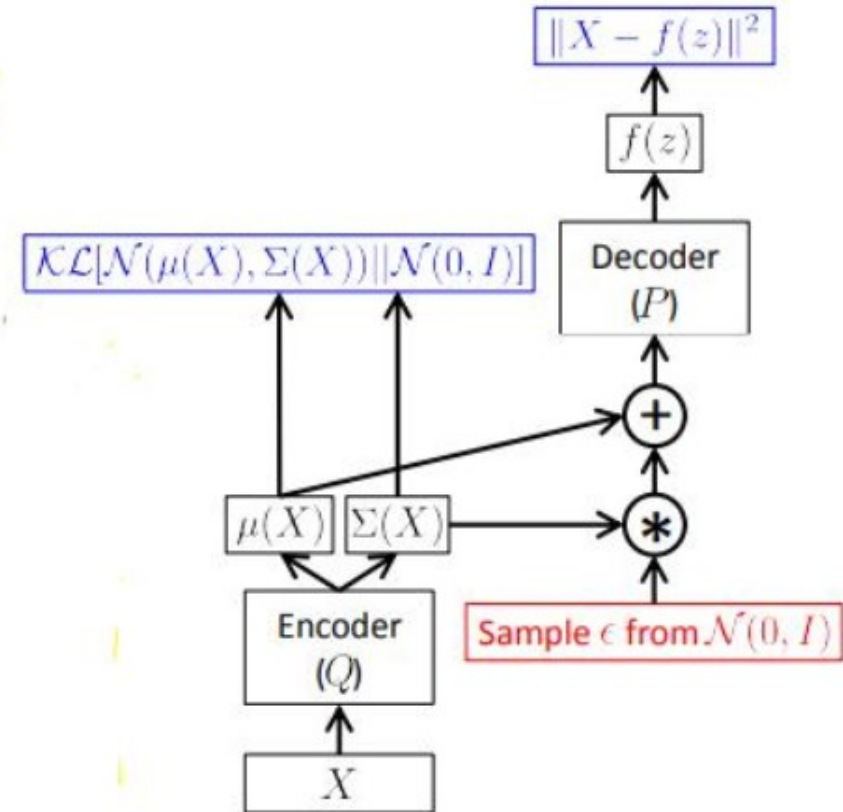 ‖X − f(z)‖²
f(z)
𝒦ℒ[𝒩(μ(X), Σ(X))||𝒩(0, I)]
Decoder
(P)
+
μ(X)
Σ(X)
*
Encoder
(Q)
Sample ϵ from 𝒩(0, I)
X